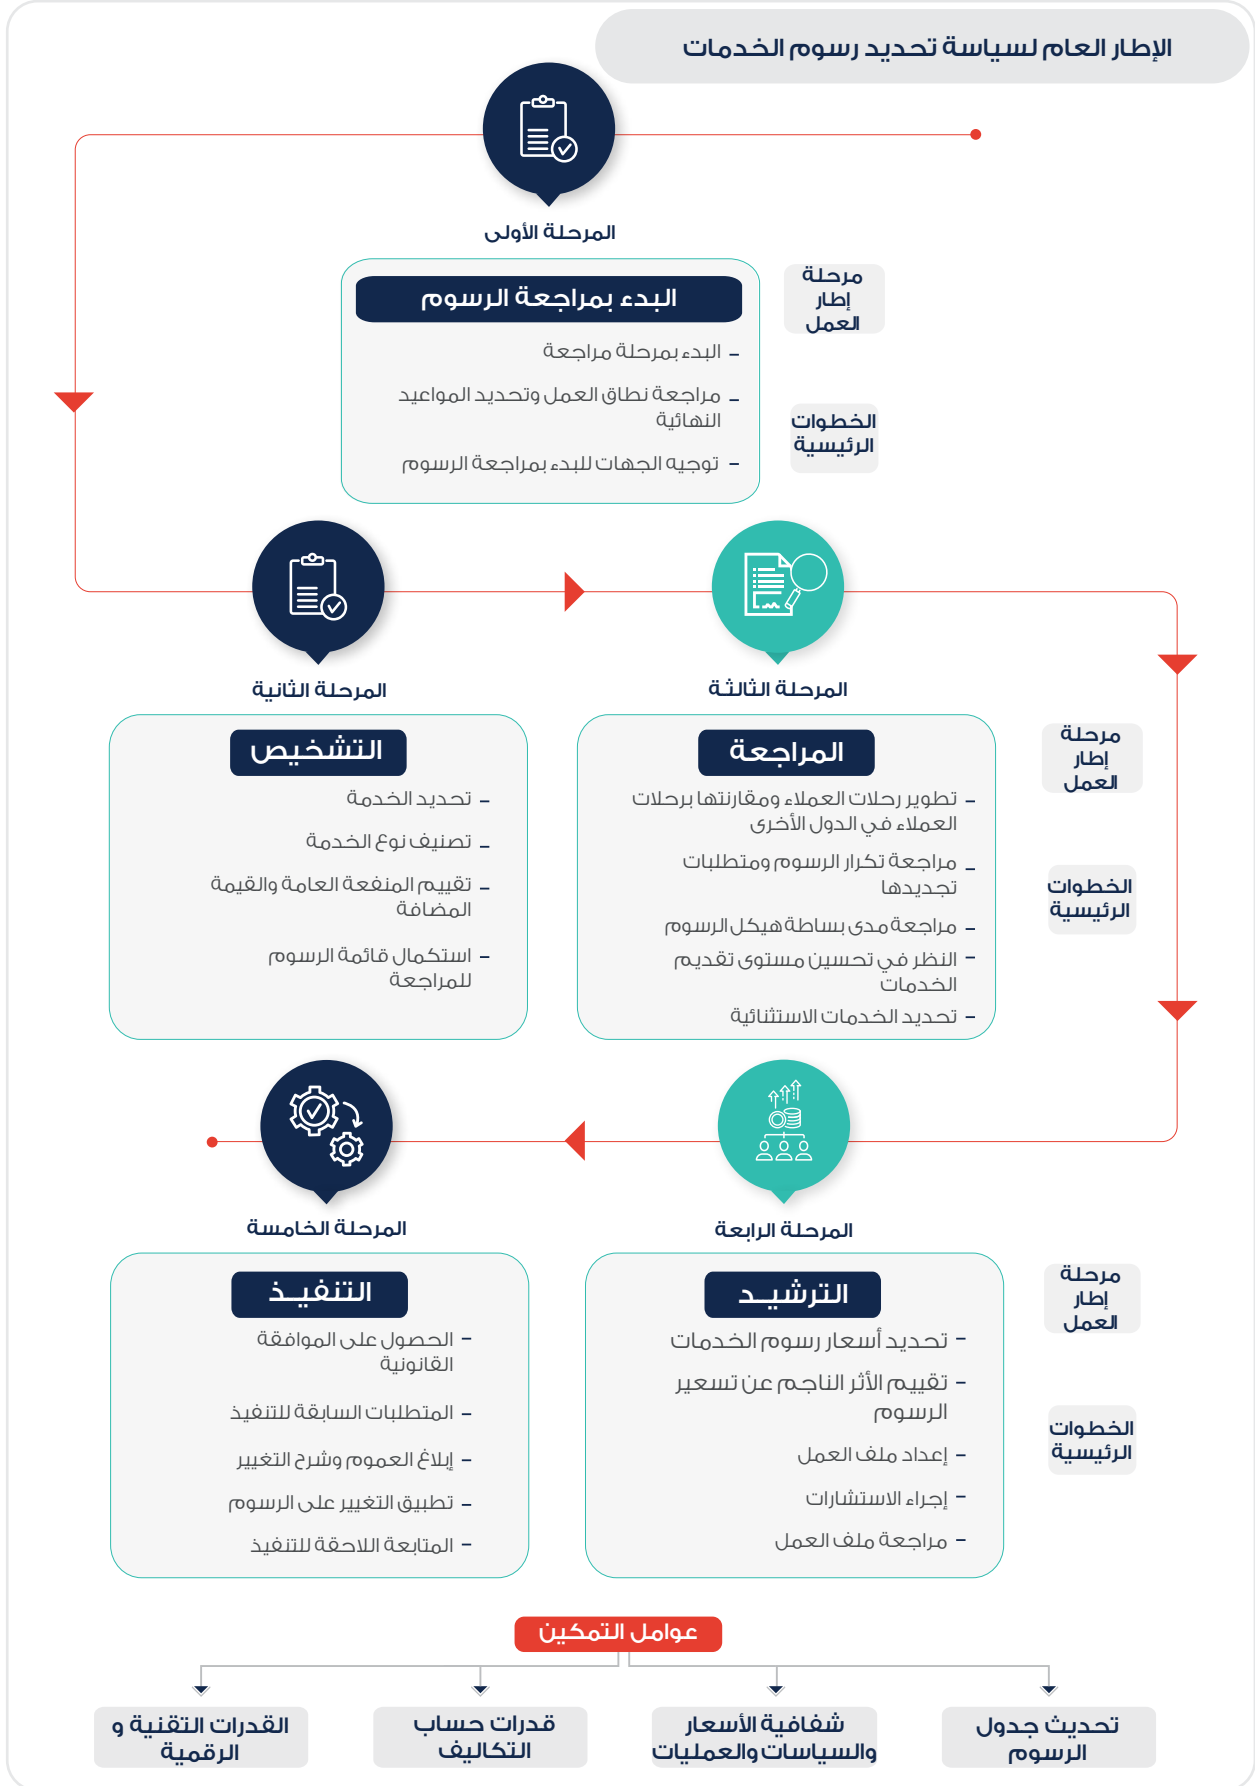 الإطار العام لسياسة تحديد رسوم الخدمات
المرحلة الأولى
مرحلة
إطار
العمل
البدء بمراجعة الرسوم
الخطوات
الرئيسية
– البدء بمرحلة مراجعة
– مراجعة نطاق العمل وتحديد المواعيد
النهائية
– توجيه الجهات للبدء بمراجعة الرسوم
المرحلة الثانية
التشخيص
– تحديد الخدمة
– تصنيف نوع الخدمة
– تقييم المنفعة العامة والقيمة
المضافة
– استكمال قائمة الرسوم
للمراجعة
المرحلة الثالثة
مرحلة
إطار
العمل
المراجعة
الخطوات
الرئيسية
– تطوير رحلات العملاء ومقارنتها برحلات
العملاء في الدول الأخرى
– مراجعة تكرار الرسوم ومتطلبات
تجديدها
– مراجعة مدى بساطة هيكل الرسوم
– النظر في تحسين مستوى تقديم
الخدمات
– تحديد الخدمات الاستثنائية
المرحلة الرابعة
مرحلة
إطار
العمل
الترشيــد
الخطوات
الرئيسية
– تحديد أسعار رسوم الخدمات
– تقييم الأثر الناجم عن تسعير
الرسوم
– إعداد ملف العمل
– إجراء الاستشارات
– مراجعة ملف العمل
المرحلة الخامسة
التنفيــذ
– الحصول على الموافقة
القانونية
– المتطلبات السابقة للتنفيذ
– إبلاغ العموم وشرح التغيير
– تطبيق التغيير على الرسوم
– المتابعة اللاحقة للتنفيذ
عوامل التمكين
تحديث جدول
الرسوم
شفافية الأسعار
والسياسات والعمليات
قدرات حساب
التكاليف
القدرات التقنية و
الرقمية